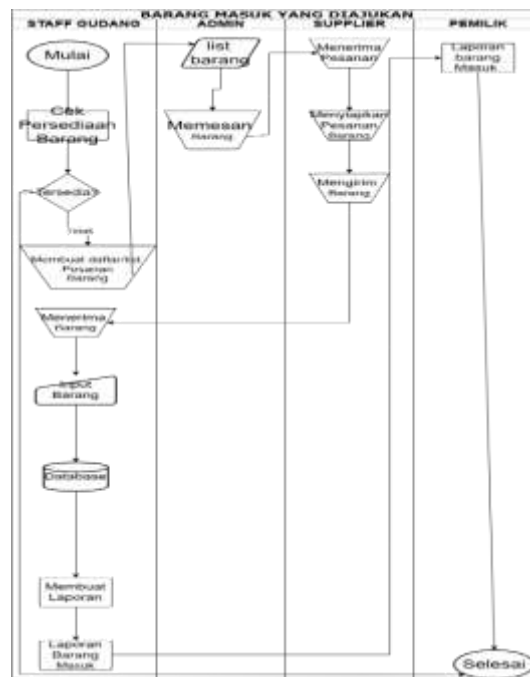 BARANG MASUK YANG DIAJUKAN
STAFF GUDANG
ADMIN
SUPPLIER
PEMILIK
Mulai
list
barang
Menerima
Pesanan
Laporan
barang
Masuk
Cek
Persediaan
Barang
Memesan
Barang
Menyiapkan
Pesanan
Barang
Tersedia?
Mengirim
Barang
Tidak
Membuat daftar/list
Pesanan
Barang
Menerima
Barang
Input
Barang
Database
Membuat
Laporan
Laporan
Barang
Masuk
Selesai